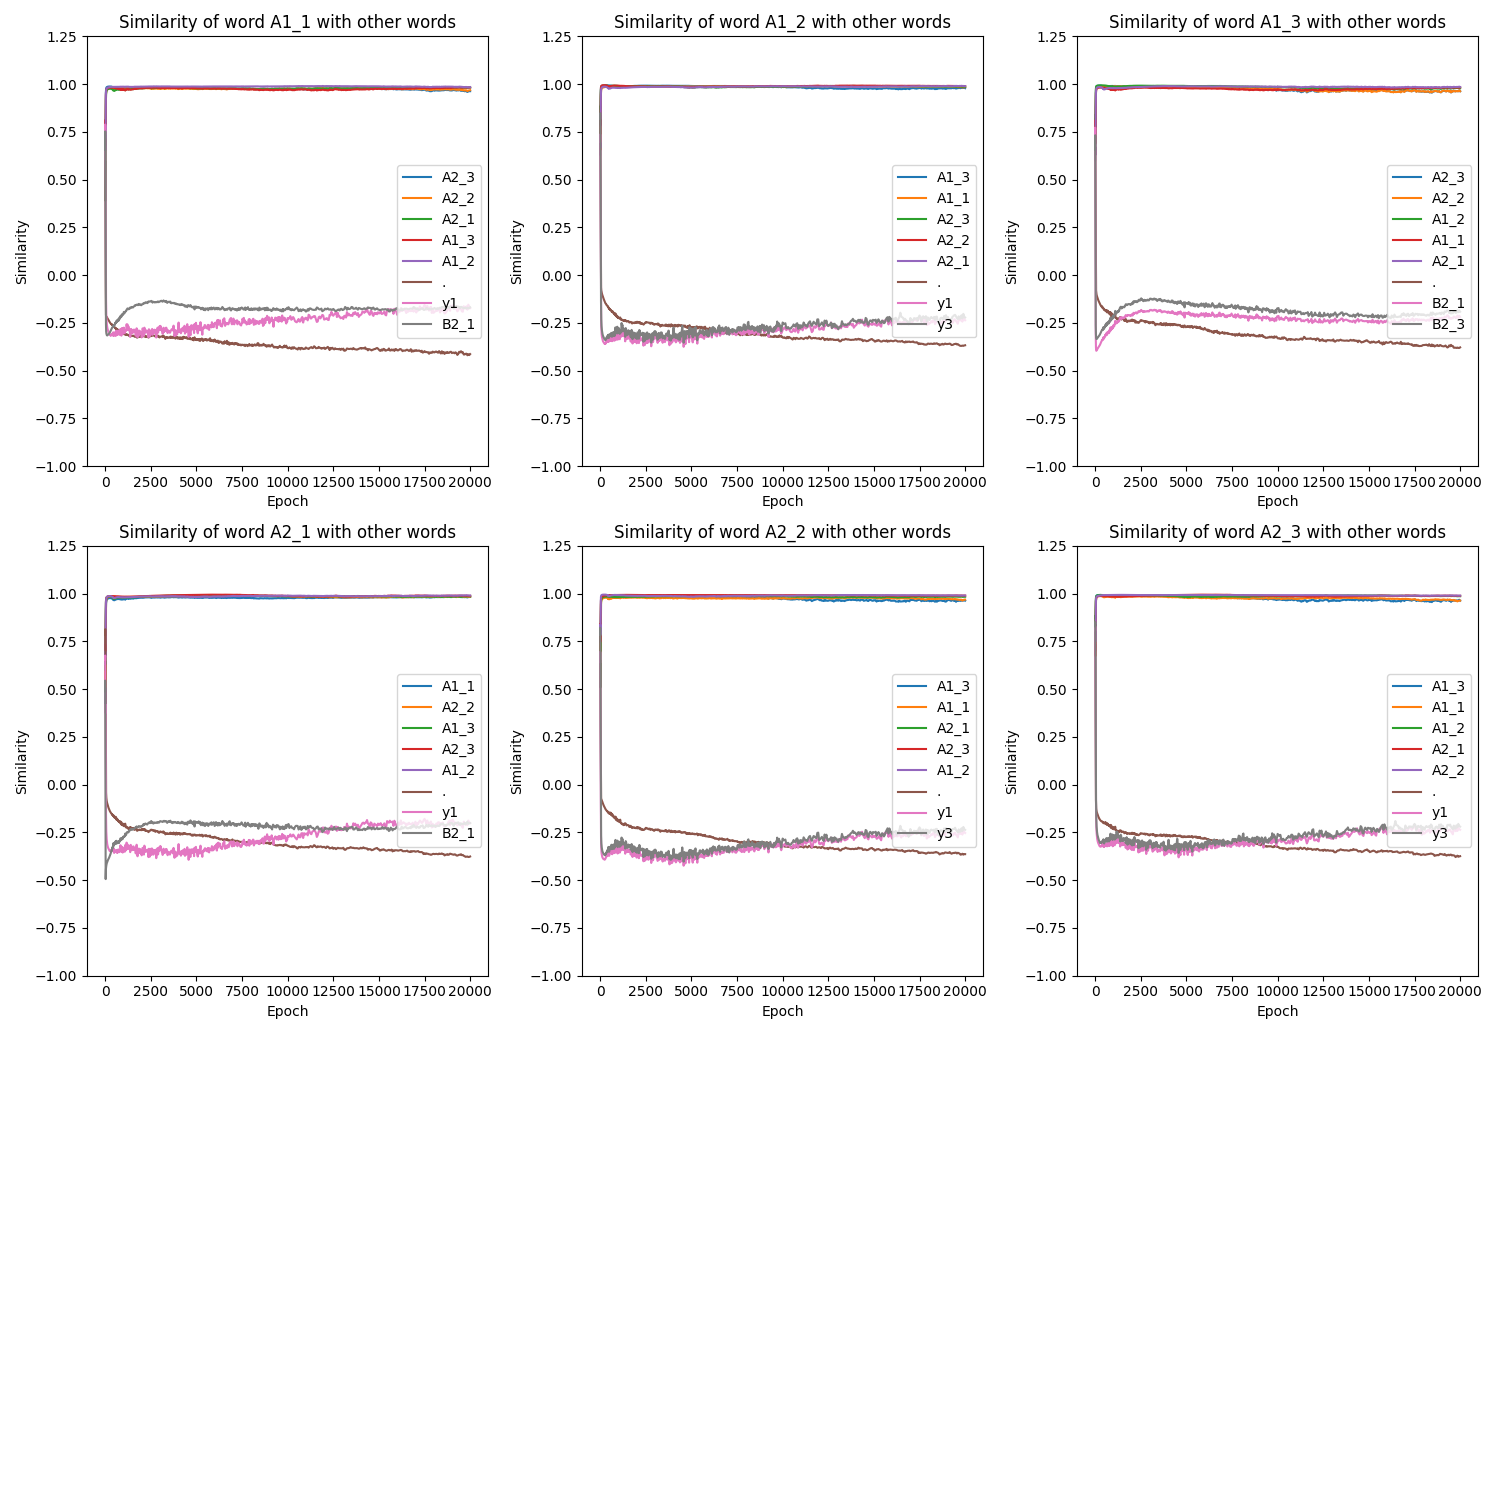 Similarity of word A1_1 with other words
1.25
1.00
0.75
0.50
0.25
0.00
−0.25
−0.50
−0.75
−1.00
Similarity
A2_3
A2_2
A2_1
A1_3
A1_2
.
y1
B2_1
0 2500 5000 7500 10000 12500 15000 17500 20000
Epoch
Similarity of word A1_2 with other words
1.25
1.00
0.75
0.50
0.25
0.00
−0.25
−0.50
−0.75
−1.00
Similarity
A1_3
A1_1
A2_3
A2_2
A2_1
.
y1
y3
0 2500 5000 7500 10000 12500 15000 17500 20000
Epoch
Similarity of word A1_3 with other words
1.25
1.00
0.75
0.50
0.25
0.00
−0.25
−0.50
−0.75
−1.00
Similarity
A2_3
A2_2
A1_2
A1_1
A2_1
.
B2_1
B2_3
0 2500 5000 7500 10000 12500 15000 17500 20000
Epoch
Similarity of word A2_1 with other words
1.25
1.00
0.75
0.50
0.25
0.00
−0.25
−0.50
−0.75
−1.00
Similarity
A1_1
A2_2
A1_3
A2_3
A1_2
.
y1
B2_1
0 2500 5000 7500 10000 12500 15000 17500 20000
Epoch
Similarity of word A2_2 with other words
1.25
1.00
0.75
0.50
0.25
0.00
−0.25
−0.50
−0.75
−1.00
Similarity
A1_3
A1_1
A2_1
A2_3
A1_2
.
y1
y3
0 2500 5000 7500 10000 12500 15000 17500 20000
Epoch
Similarity of word A2_3 with other words
1.25
1.00
0.75
0.50
0.25
0.00
−0.25
−0.50
−0.75
−1.00
Similarity
A1_3
A1_1
A1_2
A2_1
A2_2
.
y1
y3
0 2500 5000 7500 10000 12500 15000 17500 20000
Epoch